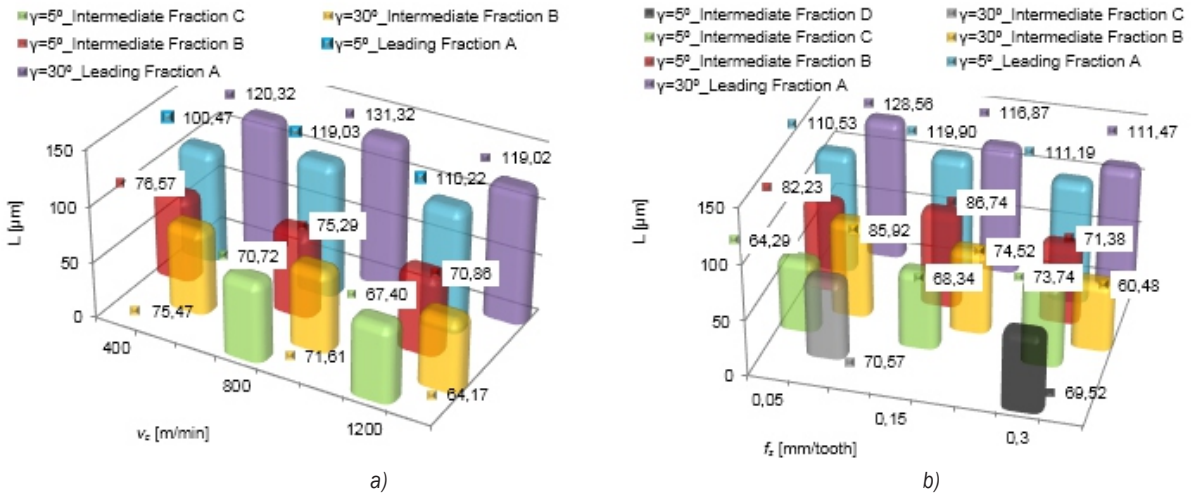 γ=5º_Intermediate Fraction C
γ=30º_Intermediate Fraction B
γ=5º_Intermediate Fraction B
γ=5º_Leading Fraction A
γ=30º_Leading Fraction A
120,32
131,32
100,47
119,03
119,02
110,22
150
100
50
0
L [µm]
76,57
75,29
70,72
70,86
67,40
75,47
71,61
64,17
400
800
1200
vc [m/min]
a)
γ=5º_Intermediate Fraction D
γ=30º_Intermediate Fraction C
γ=5º_Intermediate Fraction C
γ=30º_Intermediate Fraction B
γ=5º_Intermediate Fraction B
γ=5º_Leading Fraction A
γ=30º_Leading Fraction A
128,56
116,87
111,47
110,53
119,90
111,19
150
100
50
0
L [µm]
82,23
86,74
85,92
74,52
71,38
64,29
68,34
73,74
60,48
70,57
69,52
0,05
0,15
0,3
fz [mm/tooth]
b)